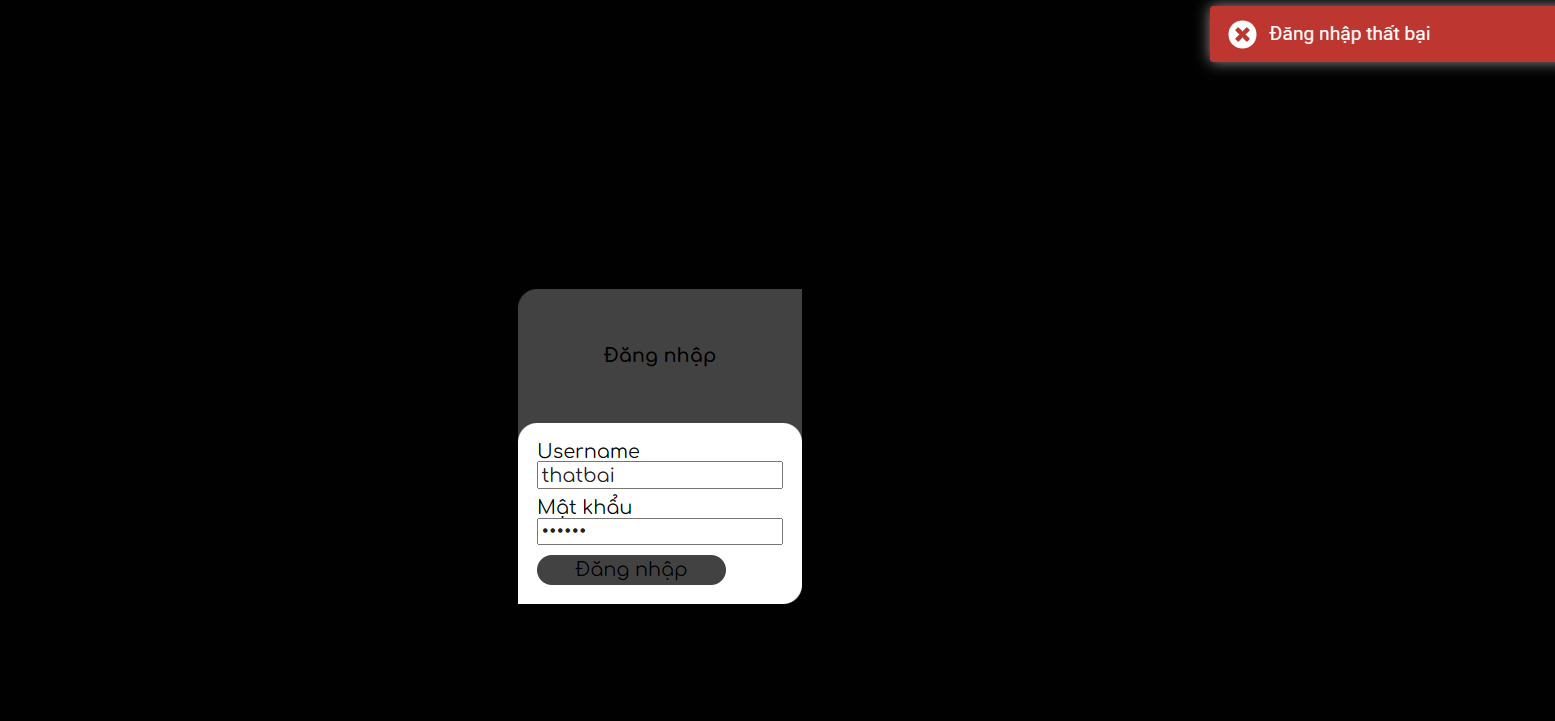 Đăng nhập thất bại
Đăng nhập
Username
thatbai
Mật khẩu
••••••
Đăng nhập